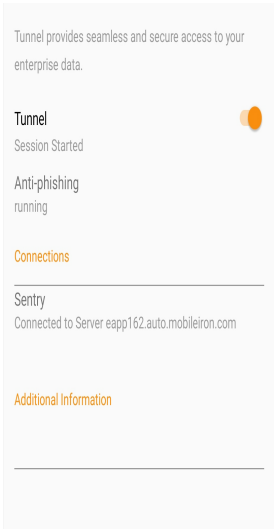 Tunnel provides seamless and secure access to your
enterprise data.
Tunnel
Session Started
Anti-phishing
running
Connections
Sentry
Connected to Server eapp162.auto.mobileiron.com
Additional Information